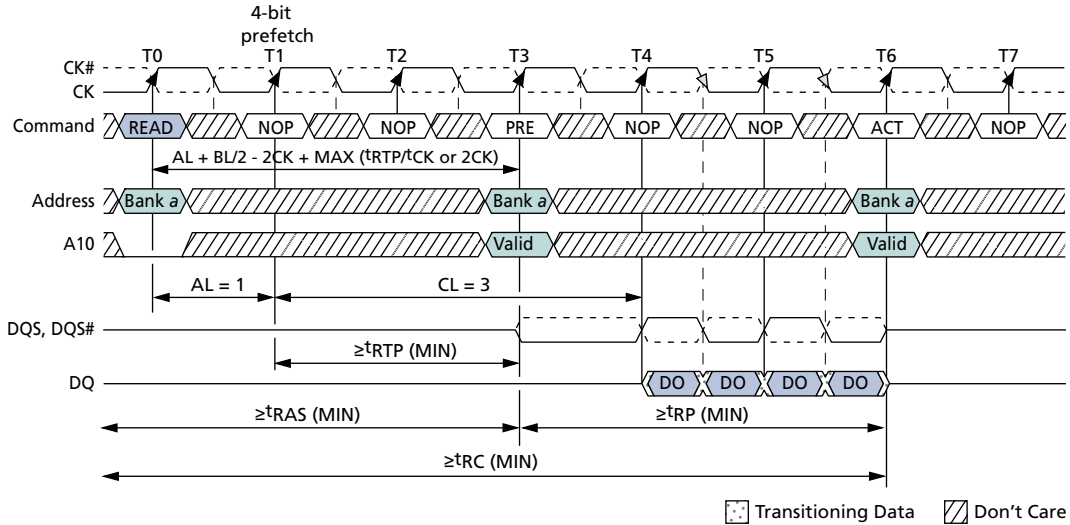 4-bit
prefetch
T0 T1 T2 T3 T4 T5 T6 T7
CK#
CK
Command READ NOP NOP PRE NOP NOP ACT NOP
AL + BL/2 - 2CK + MAX (tRTP/tCK or 2CK)
Address Bank a Bank a Bank a
A10 Valid Valid
AL = 1 CL = 3
DQS, DQS#
≥tRTP (MIN)
DQ DO DO DO DO
≥tRAS (MIN) ≥tRP (MIN)
≥tRC (MIN)
Transitioning Data Don't Care